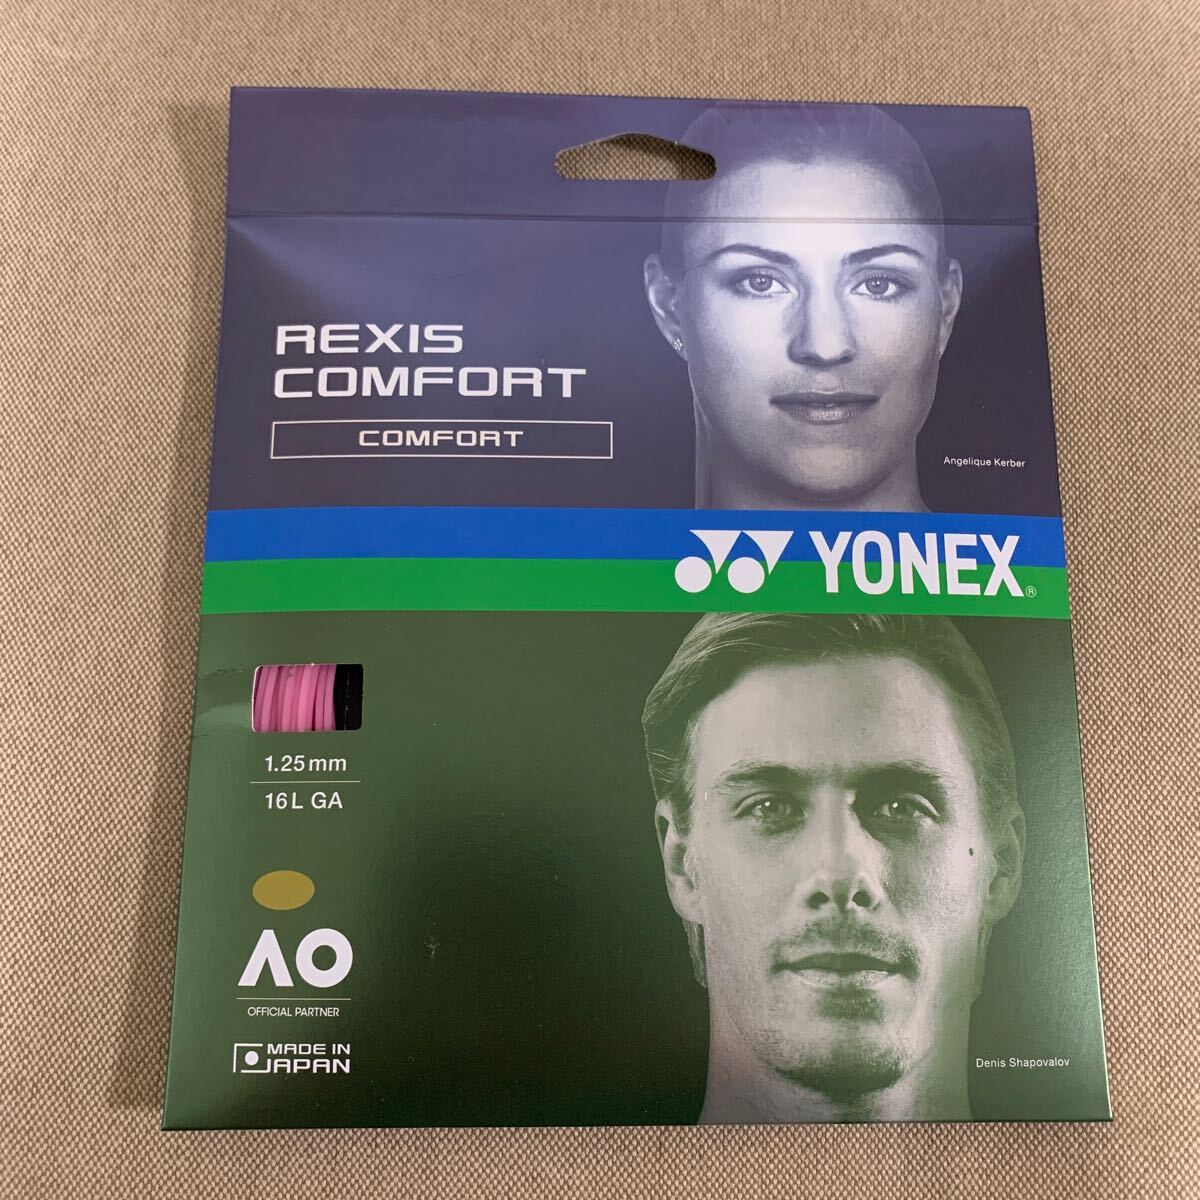 REXIS
COMFORT
COMFORT
Angelique Kerber
YONEX®
1.25mm
16L GA
AO
OFFICIAL PARTNER
MADE IN
JAPAN
Denis Shapovalov